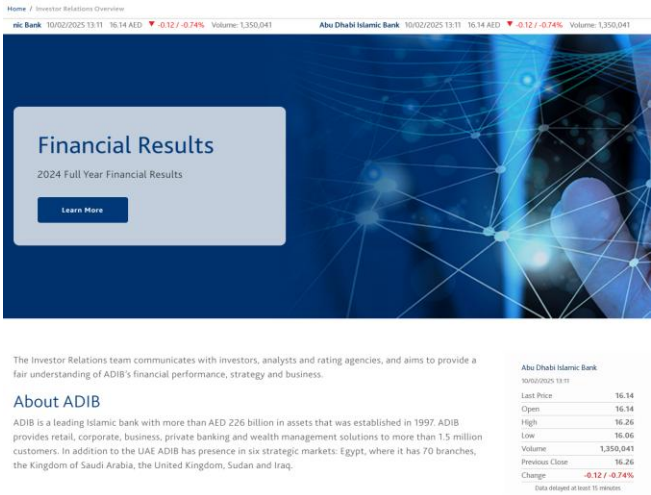 Home / Investor Relations Overview
nic Bank 10/02/2025 13:11 16.14 AED ▼ -0.12 / -0.74% Volume: 1,350,041 Abu Dhabi Islamic Bank 10/02/2025 13:11 16.14 AED ▼ -0.12 / -0.74% Volume: 1,350,041
Financial Results
2024 Full Year Financial Results
Learn More
The Investor Relations team communicates with investors, analysts and rating agencies, and aims to provide a
fair understanding of ADIB's financial performance, strategy and business.
About ADIB
ADIB is a leading Islamic bank with more than AED 226 billion in assets that was established in 1997. ADIB
provides retail, corporate, business, private banking and wealth management solutions to more than 1.5 million
customers. In addition to the UAE ADIB has presence in six strategic markets: Egypt, where it has 70 branches,
the Kingdom of Saudi Arabia, the United Kingdom, Sudan and Iraq.
Abu Dhabi Islamic Bank
10/02/2025 13:11
Last Price 16.14
Open 16.14
High 16.26
Low 16.06
Volume 1,350,041
Previous Close 16.26
Change -0.12 / -0.74%
Data delayed at least 15 minutes